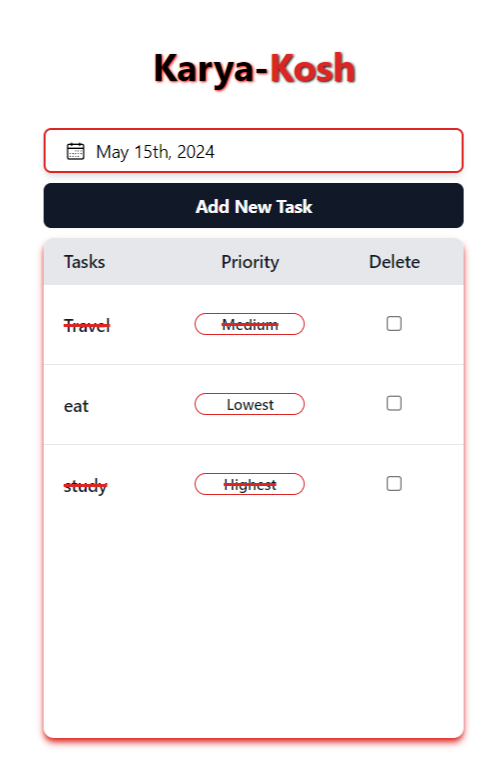 Karya-Kosh
May 15th, 2024
Add New Task
Tasks Priority Delete
Travel Medium
eat Lowest
study Highest